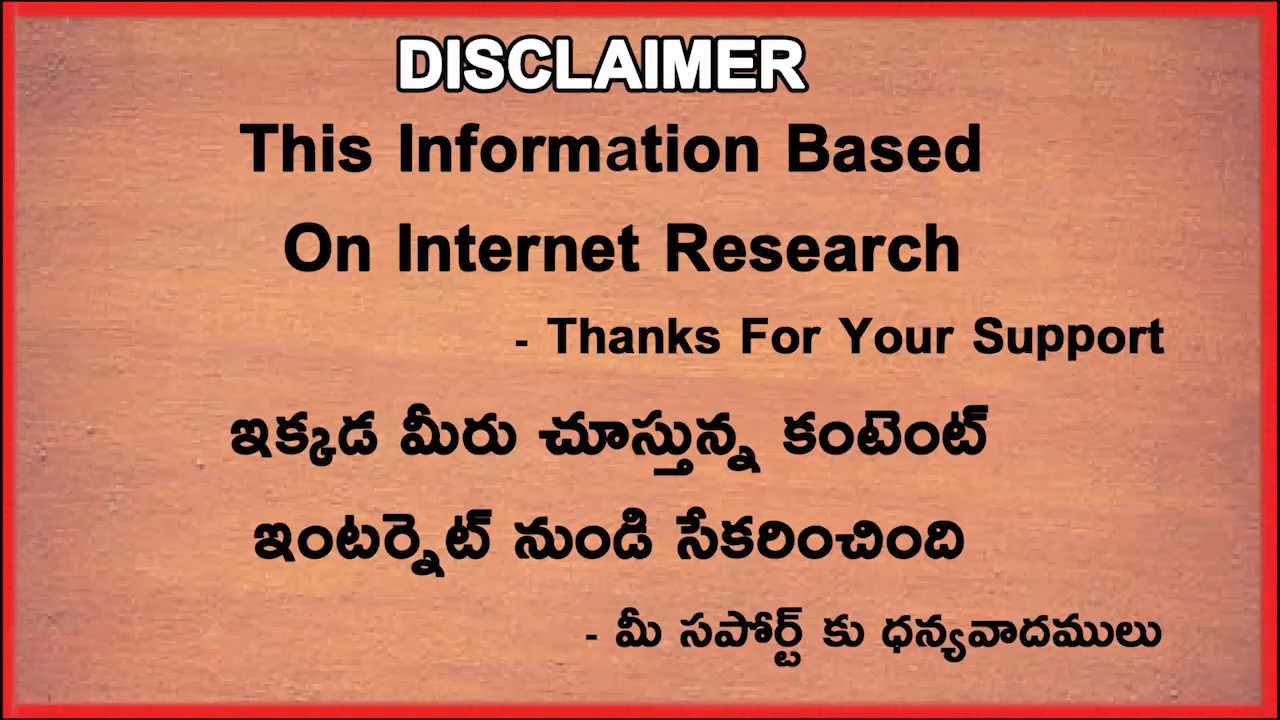 DISCLAIMER
This Information Based
On Internet Research
- Thanks For Your Support
ఇక్కడ మీరు చూస్తున్న కంటెంట్
ఇంటర్నెట్ నుండి సేకరించింది
- మీ సపోర్ట్ కు ధన్యవాదములు